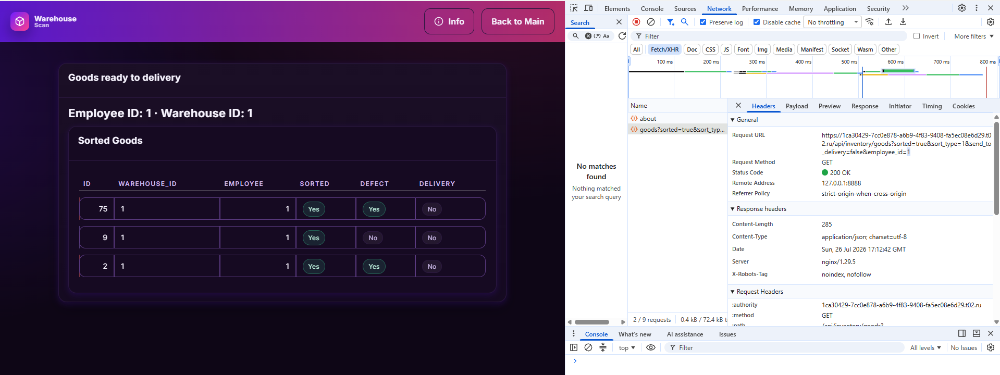 Warehouse
Scan
Info
Back to Main
Goods ready to delivery
Employee ID: 1 · Warehouse ID: 1
Sorted Goods
ID WAREHOUSE_ID EMPLOYEE SORTED DEFECT DELIVERY
75 1 1 Yes Yes No
9 1 1 Yes No No
2 1 1 Yes Yes No
Elements Console Sources Network Performance Memory Application Security
Search
Preserve log Disable cache No throttling
(.*) Aa
Filter
Invert More filters
All Fetch/XHR Doc CSS JS Font Img Media Manifest Socket Wasm Other
100 ms 200 ms 300 ms 400 ms 500 ms 600 ms 700 ms 800 ms
No matches
found
Nothing matched
your search query
Name
about
goods?sorted=true&sort_typ...
2 / 9 requests 0.4 kB / 72.4 kB t
Headers Payload Preview Response Initiator Timing Cookies
General
Request URL https://1ca30429-7cc0e878-a6b9-4f83-9408-fa5ec08e6d29.t0
2.ru/api/inventory/goods?sorted=true&sort_type=1&send_to
_delivery=false&employee_id=1
Request Method GET
Status Code 200 OK
Remote Address 127.0.0.1:8888
Referrer Policy strict-origin-when-cross-origin
Response headers
Content-Length 285
Content-Type application/json; charset=utf-8
Date Sun, 26 Jul 2026 17:12:42 GMT
Server nginx/1.29.5
X-Robots-Tag noindex, nofollow
Request Headers
:authority 1ca30429-7cc0e878-a6b9-4f83-9408-fa5ec08e6d29.t02.ru
:method GET
:path /api/inventory/goods?
Console What's new AI assistance Issues
top Filter All levels No Issues